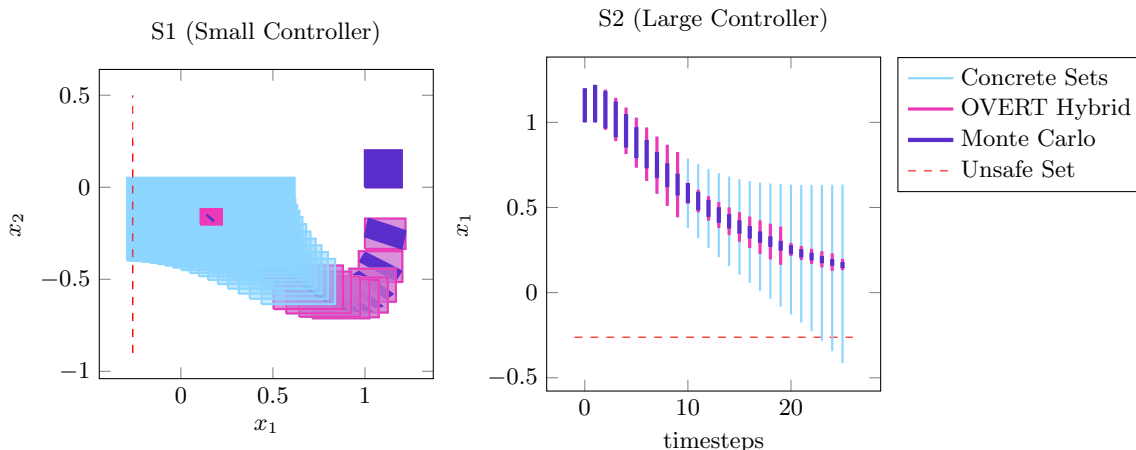 S1 (Small Controller)
0.5
0
−0.5
−1
x2
0
0.5
1
x1
S2 (Large Controller)
1
0.5
0
−0.5
x1
0
10
20
timesteps
Concrete Sets
OVERT Hybrid
Monte Carlo
Unsafe Set